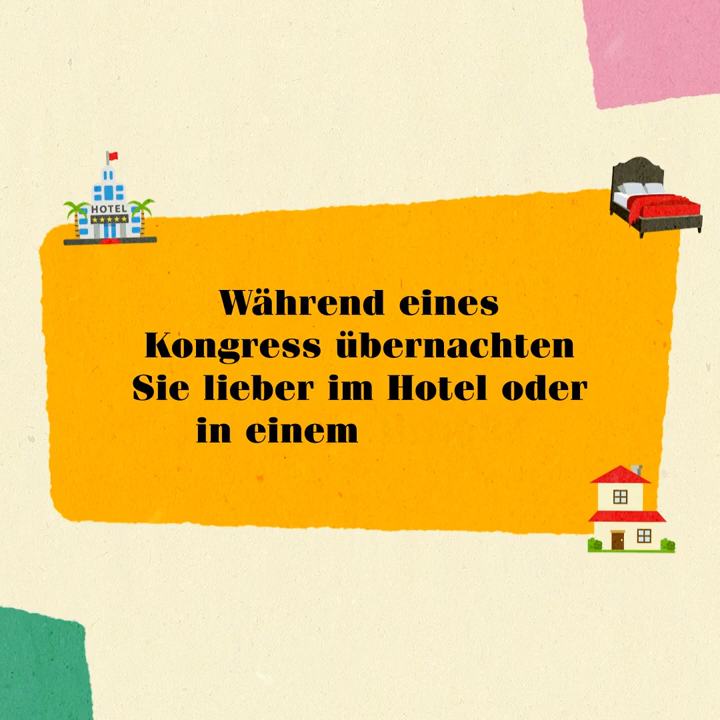 HOTEL
Während eines
Kongress übernachten
Sie lieber im Hotel oder
in einem